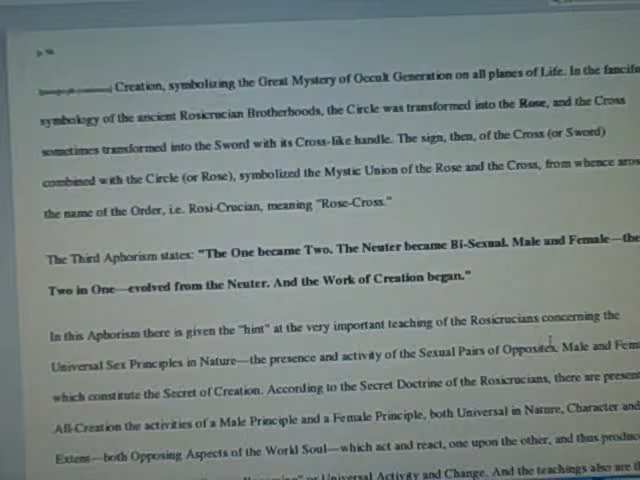 Creation, symbolizing the Great Mystery of Occult Generation on all planes of Life. In the fancifu
symbology of the ancient Rosicrucian Brotherhoods, the Circle was transformed into the Rose, and the Cross
sometimes transformed into the Sword with its Cross-like handle. The sign, then, of the Cross (or Sword)
combined with the Circle (or Rose), symbolized the Mystic Union of the Rose and the Cross, from whence aros
the name of the Order, i.e. Rosi-Crucian, meaning "Rose-Cross."
The Third Aphorism states: "The One became Two. The Neuter became Bi-Sexual. Male and Female—the
Two in One—evolved from the Neuter. And the Work of Creation began."
In this Aphorism there is given the "hint" at the very important teaching of the Rosicrucians concerning the
Universal Sex Principles in Nature—the presence and activity of the Sexual Pairs of Opposites, Male and Fem
which constitute the Secret of Creation. According to the Secret Doctrine of the Rosicrucians, there are presen
All-Creation the activities of a Male Principle and a Female Principle, both Universal in Nature, Character and
Extent—both Opposing Aspects of the World Soul—which act and react, one upon the other, and thus produc
or Universal Activity and Change. And the teachings also are th